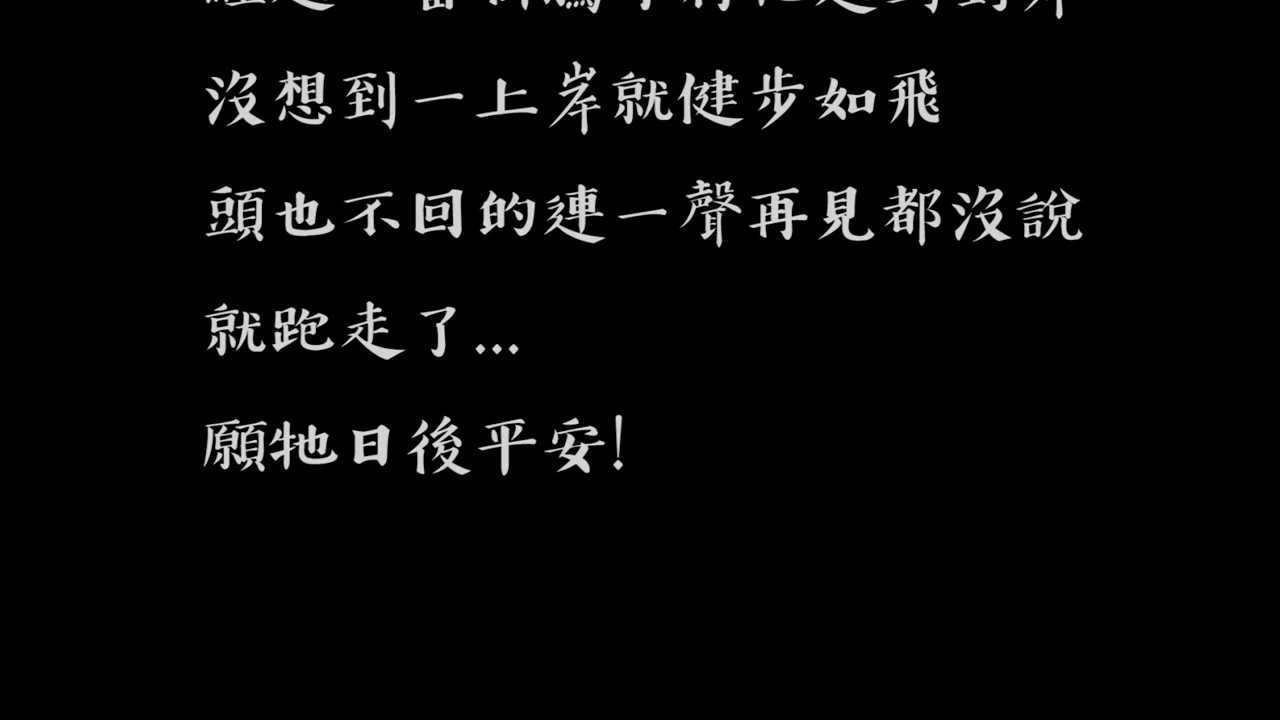 沒想到一上岸就健步如飛
頭也不回的連一聲再見都沒說
就跑走了...
願牠日後平安!